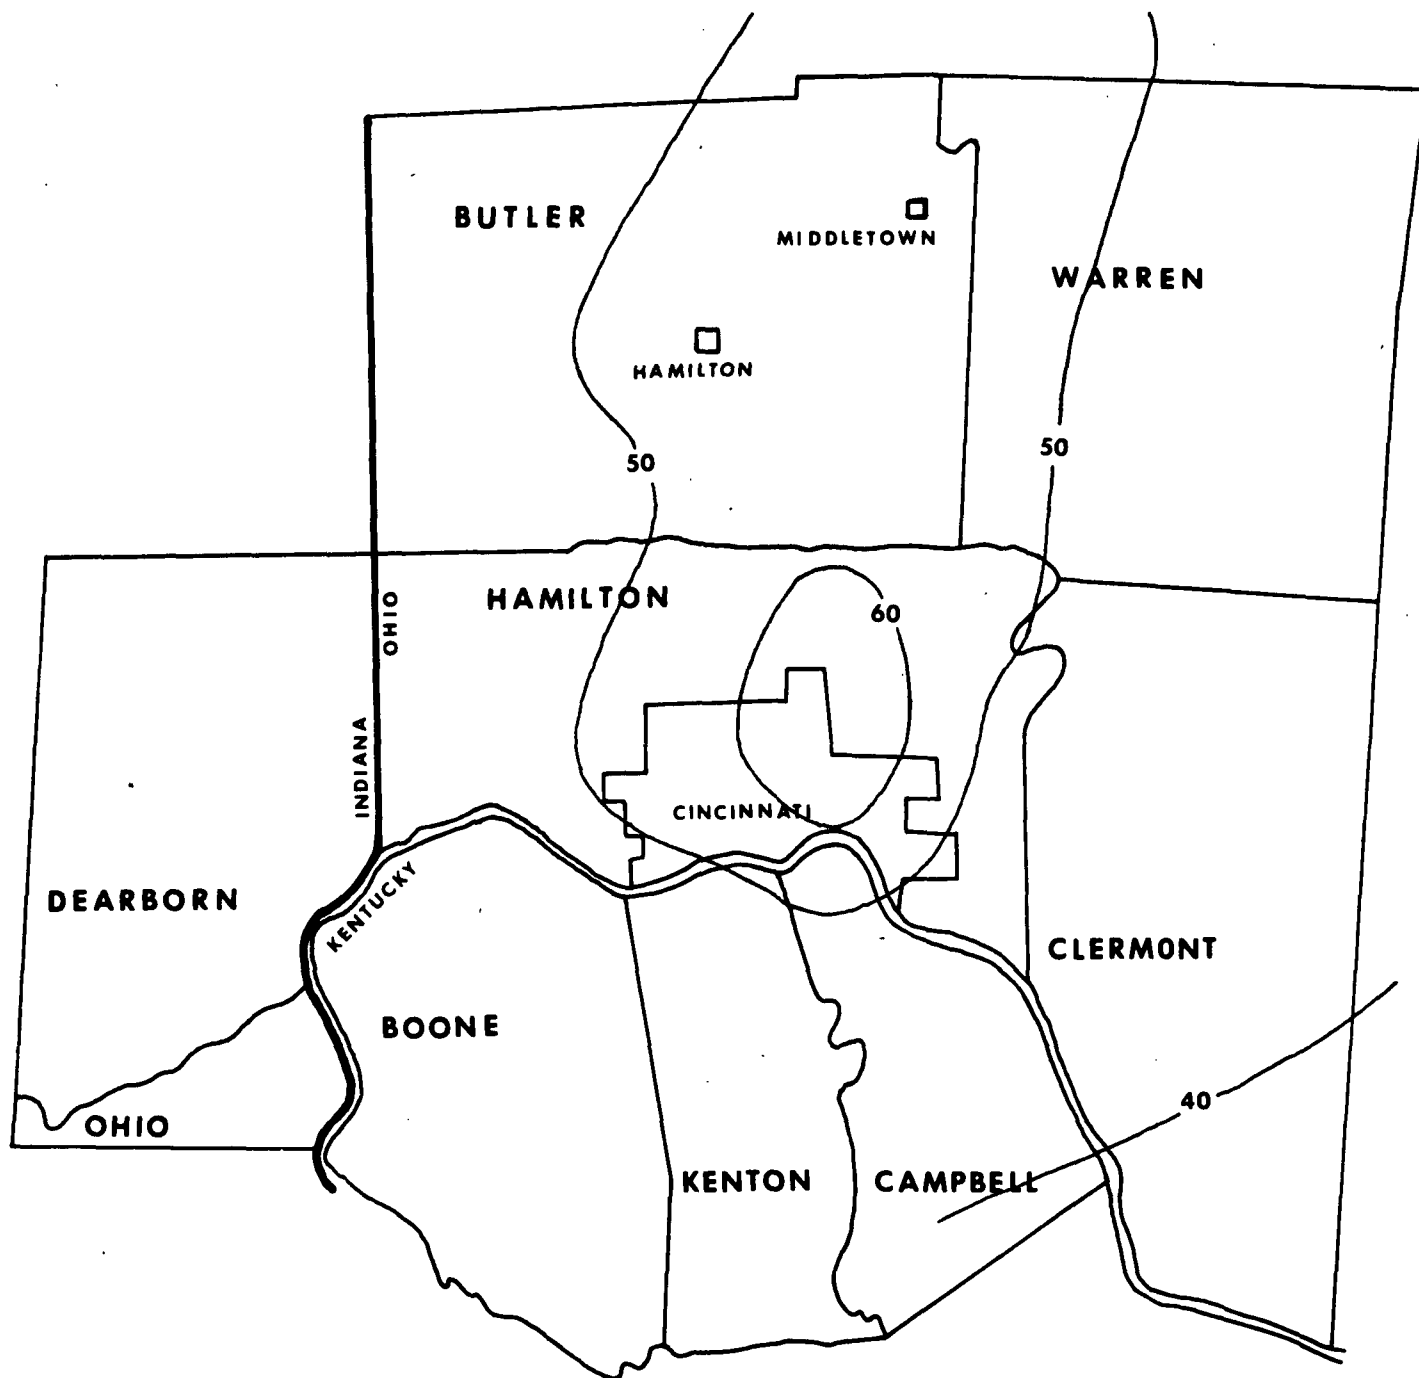 BUTLER
MIDDLETOWN
WARREN
HAMILTON
50
50
HAMILTON
OHIO
60
INDIANA
CINCINNATI
KENTUCKY
DEARBORN
CLERMONT
BOONE
40
OHIO
KENTON
CAMPBELL